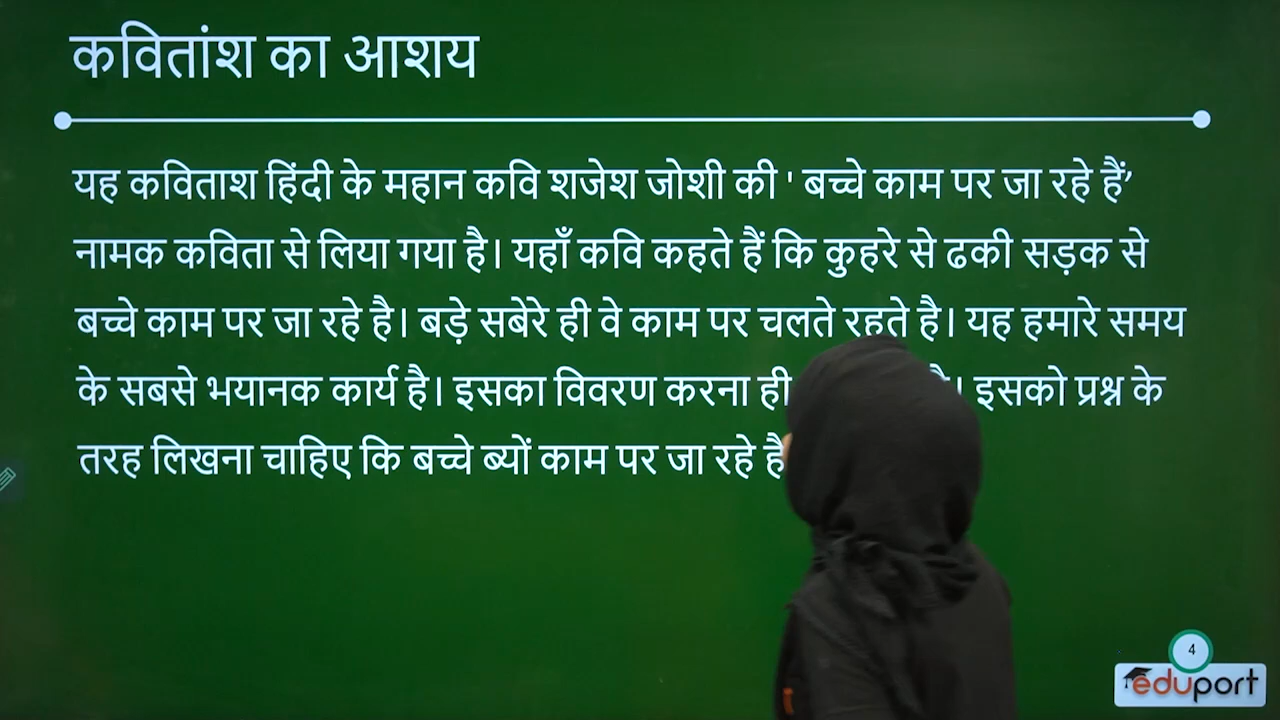 कवितांश का आशय
यह कविताश हिंदी के महान कवि शजेश जोशी की ' बच्चे काम पर जा रहे हैं’
नामक कविता से लिया गया है। यहाँ कवि कहते हैं कि कुहरे से ढकी सड़क से
बच्चे काम पर जा रहे है। बड़े सबेरे ही वे काम पर चलते रहते है। यह हमारे समय
के सबसे भयानक कार्य है। इसका विवरण करना ही है। इसको प्रश्न के
तरह लिखना चाहिए कि बच्चे ब्यों काम पर जा रहे है
4
eduport